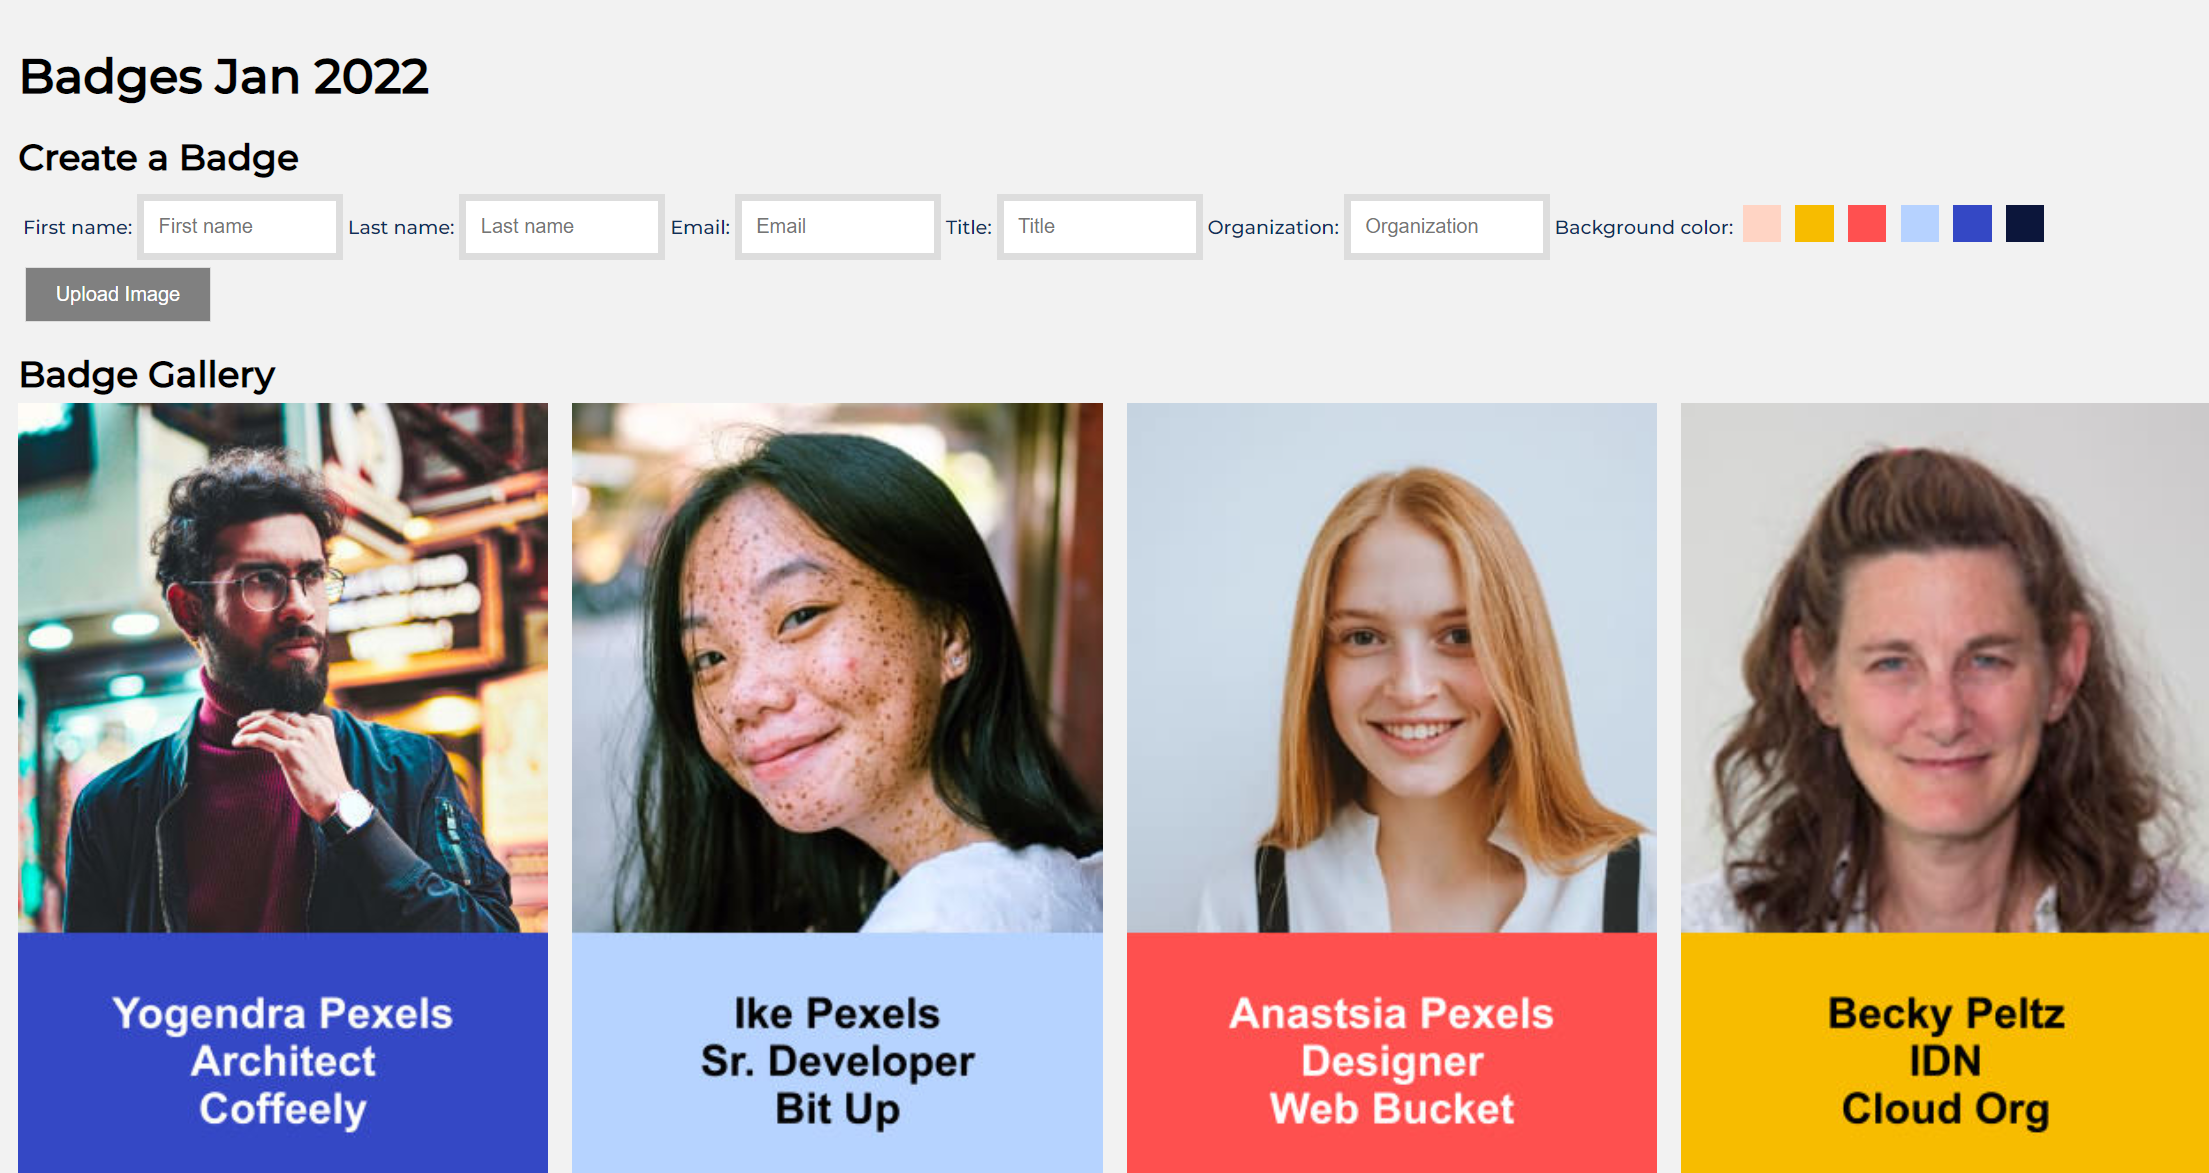 Badges Jan 2022
Create a Badge
First name: First name Last name: Last name Email: Email Title: Title Organization: Organization Background color:
Upload Image
Badge Gallery
Yogendra Pexels
Architect
Coffeely
Ike Pexels
Sr. Developer
Bit Up
Anastsia Pexels
Designer
Web Bucket
Becky Peltz
IDN
Cloud Org